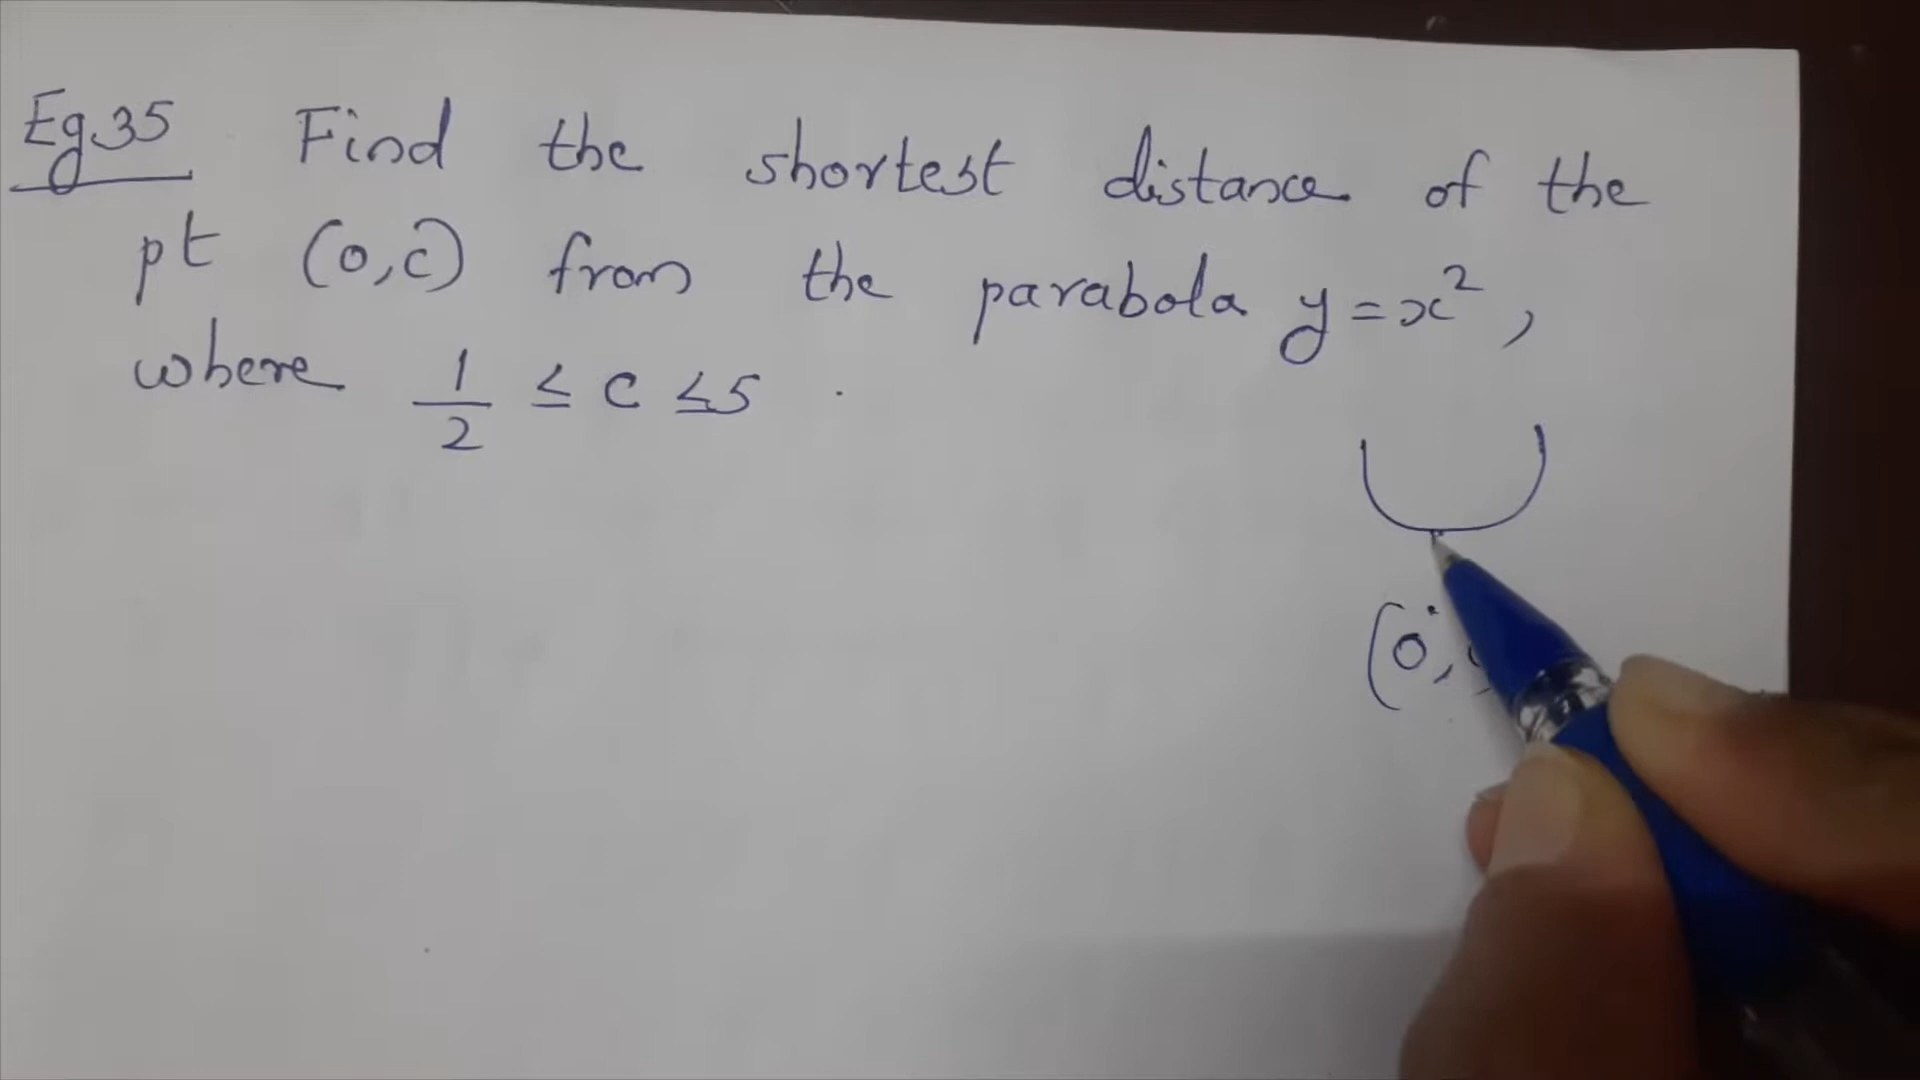 Eg.35 Find the shortest distance of the
pt (0,c) from the parabola y = x²,
where 1/2 ≤ c ≤ 5 .
(0,